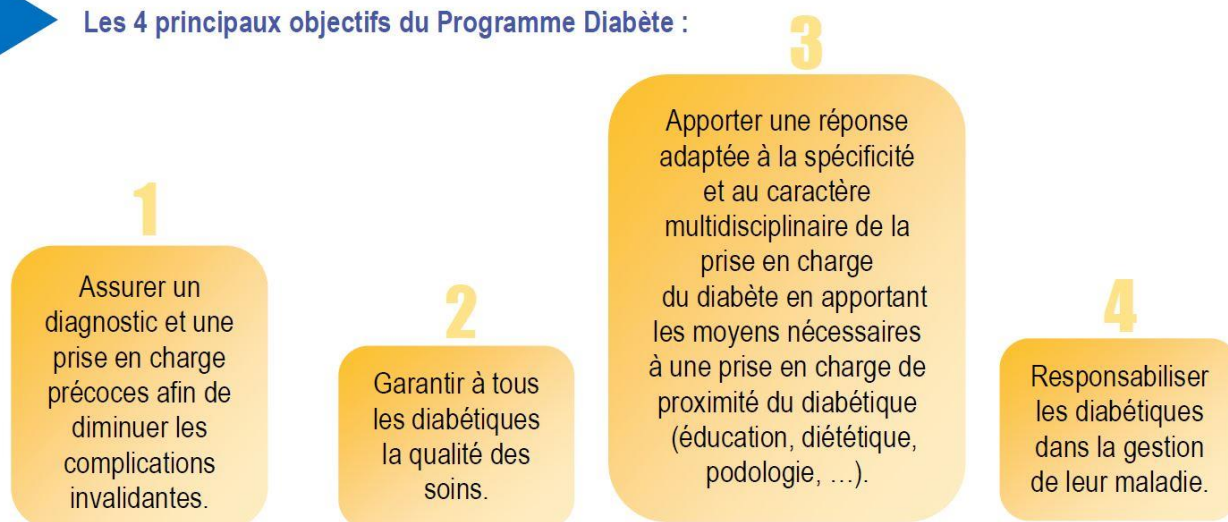 Les 4 principaux objectifs du Programme Diabète :
1
Assurer un
diagnostic et une
prise en charge
précoces afin de
diminuer les
complications
invalidantes.
2
Garantir à tous
les diabétiques
la qualité des
soins.
3
Apporter une réponse
adaptée à la spécificité
et au caractère
multidisciplinaire de la
prise en charge
du diabète en apportant
les moyens nécessaires
à une prise en charge de
proximité du diabétique
(éducation, diététique,
podologie, ...).
4
Responsabiliser
les diabétiques
dans la gestion
de leur maladie.